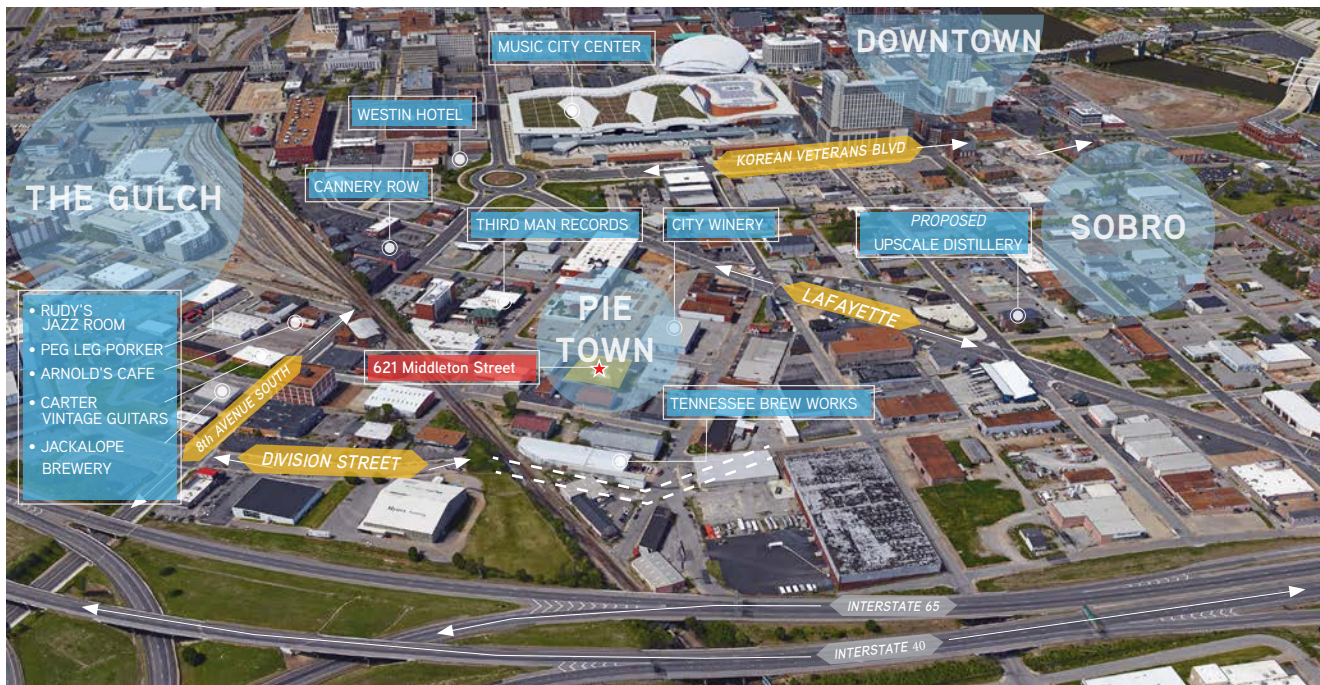 DOWNTOWN
MUSIC CITY CENTER
WESTIN HOTEL
KOREAN VETERANS BLVD
THE GULCH
CANNERY ROW
THIRD MAN RECORDS
CITY WINERY
PROPOSED
UPSCALE DISTILLERY
SOBRO
PIE
TOWN
LAFAYETTE
• RUDY'S
JAZZ ROOM
• PEG LEG PORKER
• ARNOLD'S CAFE
• CARTER
VINTAGE GUITARS
• JACKALOPE
BREWERY
621 Middleton Street
8th AVENUE SOUTH
TENNESSEE BREW WORKS
DIVISION STREET
INTERSTATE 65
INTERSTATE 40